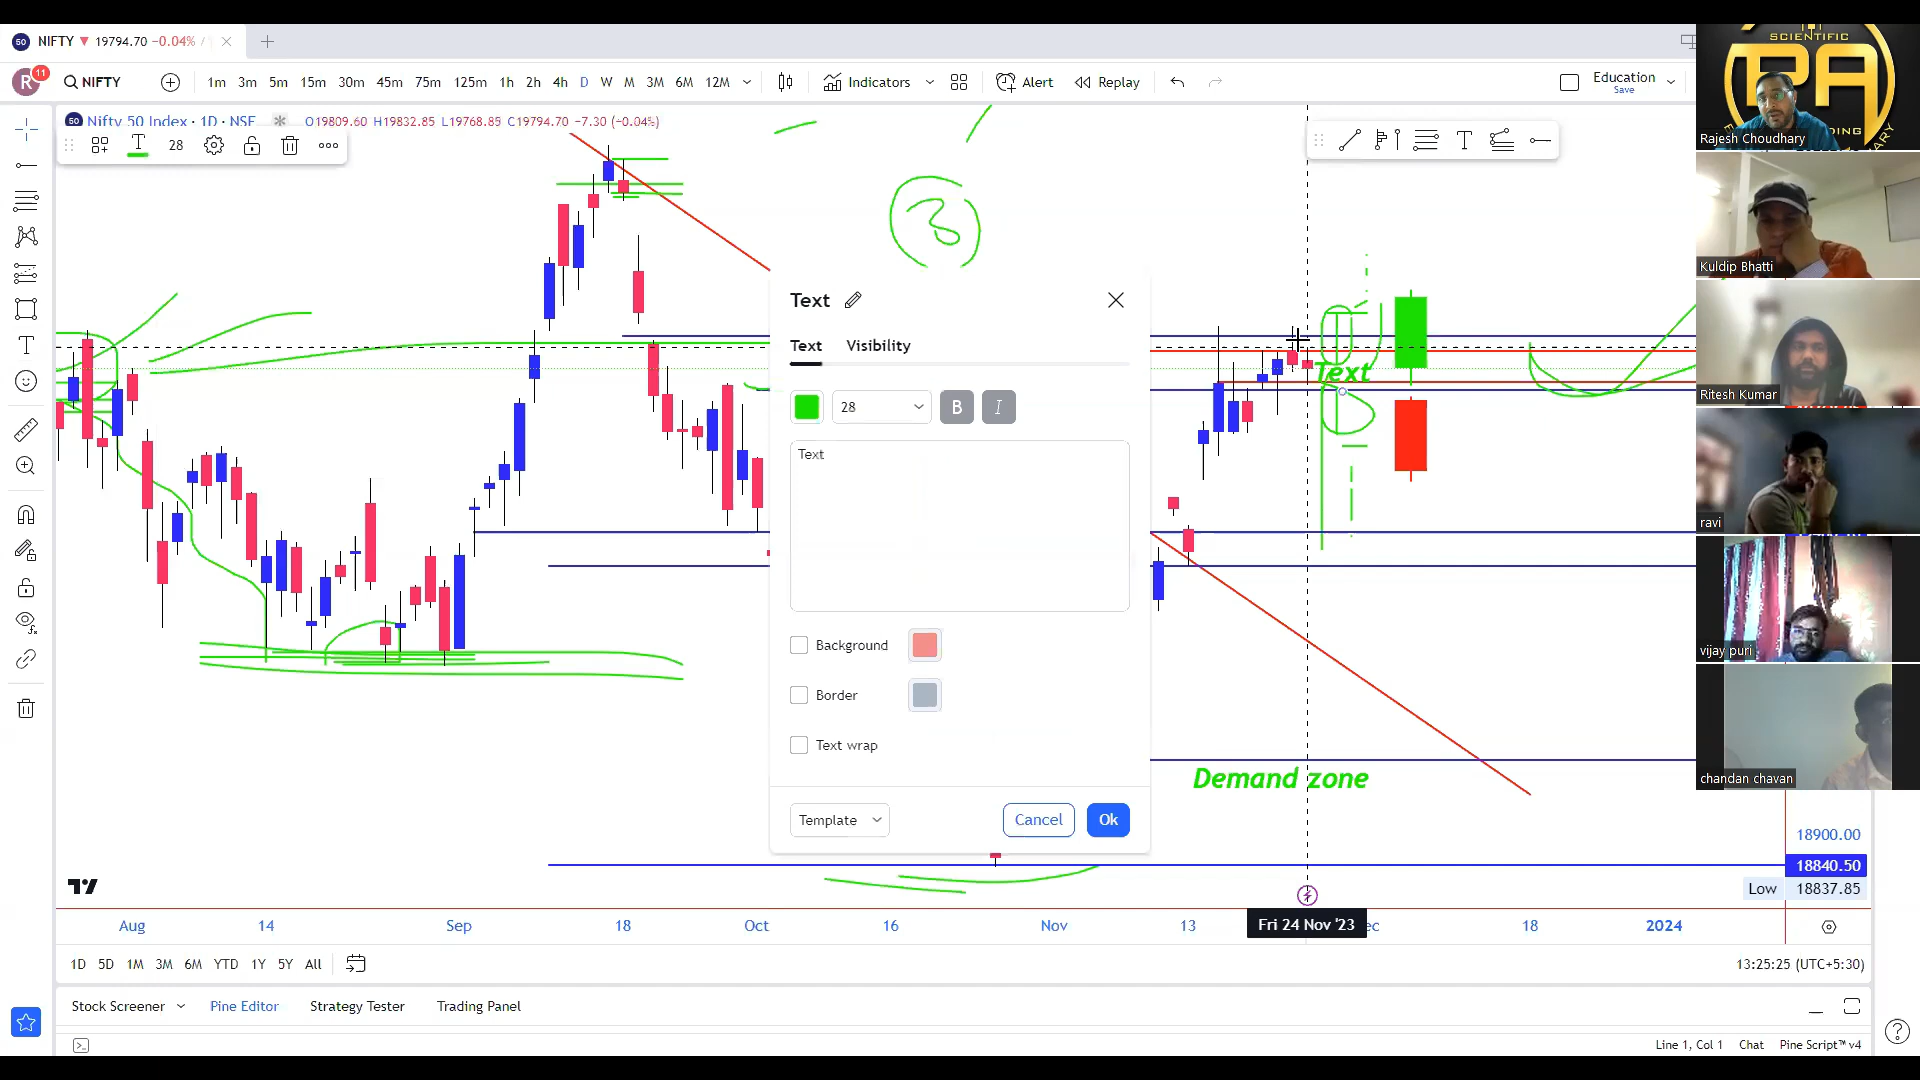 NIFTY ▼ 19794.70 −0.04% /
R 11 NIFTY 1m 3m 5m 15m 30m 45m 75m 125m 1h 2h 4h D W M 3M 6M 12M Indicators Alert Replay Education
Save
50 Nifty 50 Index · 1D · NSE O19809.60 H19832.85 L19768.85 C19794.70 −7.30 (−0.04%)
T 28
3
Text
Text Visibility
28 B I
Text
Background
Border
Text wrap
Template Cancel Ok
Text
Demand zone
18900.00
18840.50
Low 18837.85
Aug 14 Sep 18 Oct 16 Nov 13 Fri 24 Nov '23 ec 18 2024
1D 5D 1M 3M 6M YTD 1Y 5Y All 13:25:25 (UTC+5:30)
Stock Screener Pine Editor Strategy Tester Trading Panel
Line 1, Col 1 Chat Pine Script™ v4
SCIENTIFIC
PA
Rajesh Choudhary
Kuldip Bhatti
Ritesh Kumar
ravi
vijay puri
chandan chavan